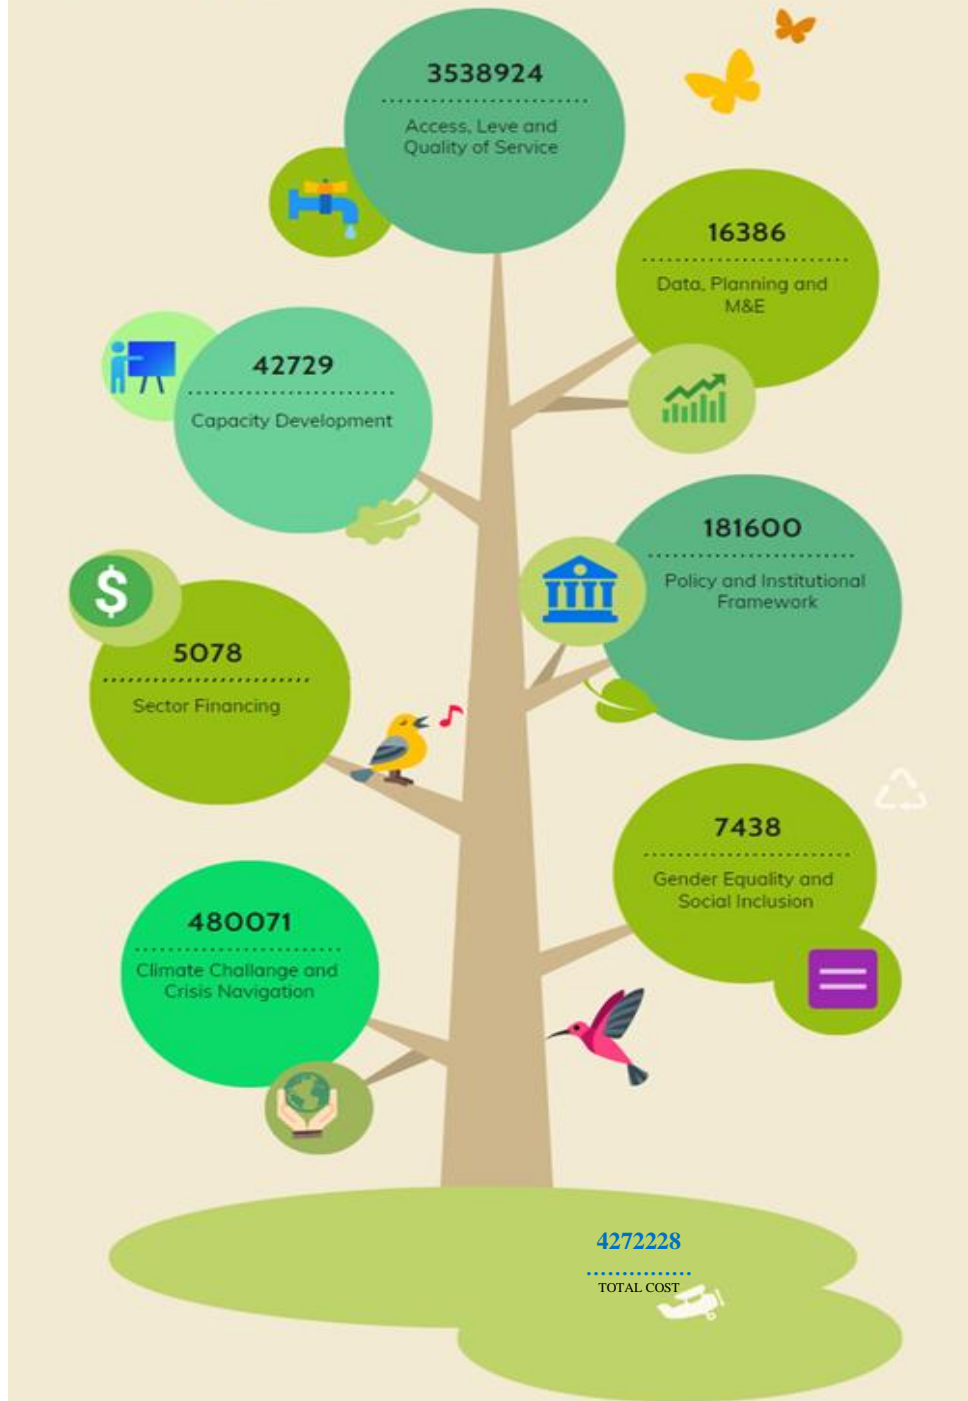 3538924
Access, Leve and
Quality of Service
16386
Data, Planning and
M&E
42729
Capacity Development
181600
Policy and Institutional
Framework
$
5078
Sector Financing
7438
Gender Equality and
Social Inclusion
480071
Climate Challange and
Crisis Navigation
4272228
TOTAL COST